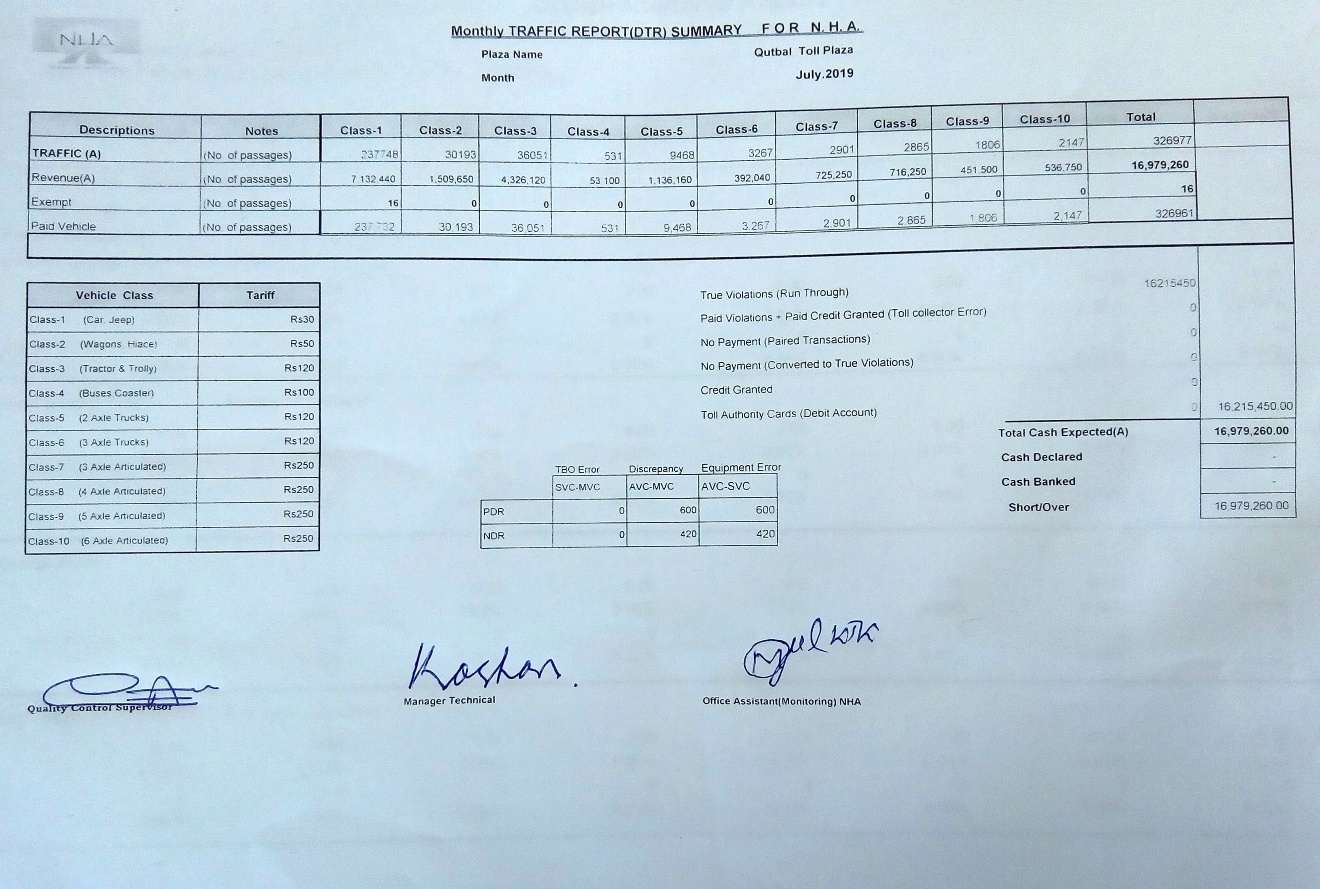 NHA
Monthly TRAFFIC REPORT(DTR) SUMMARY FOR N.H.A.
Plaza Name Qutbal Toll Plaza
Month July.2019
Descriptions Notes Class-1 Class-2 Class-3 Class-4 Class-5 Class-6 Class-7 Class-8 Class-9 Class-10 Total
TRAFFIC (A) (No of passages) 237748 30193 36051 531 9468 3267 2901 2865 1806 2147 326977
Revenue(A) (No of passages) 7 132 440 1,509,650 4,326,120 53 100 1,136,160 392,040 725,250 716,250 451 500 536,750 16,979,260
Exempt (No of passages) 16 0 0 0 0 0 0 0 0 0 16
Paid Vehicle (No of passages) 237 732 30 193 36 051 531 9,468 3,267 2,901 2 865 1 806 2,147 326961
Vehicle Class Tariff
Class-1 (Car, Jeep) Rs30
Class-2 (Wagons Hiace) Rs50
Class-3 (Tractor & Trolly) Rs120
Class-4 (Buses Coaster) Rs100
Class-5 (2 Axle Trucks) Rs120
Class-6 (3 Axle Trucks) Rs120
Class-7 (3 Axle Articulated) Rs250
Class-8 (4 Axle Articulated) Rs250
Class-9 (5 Axle Articulated) Rs250
Class-10 (6 Axle Articulated) Rs250
True Violations (Run Through) 16215450
Paid Violations + Paid Credit Granted (Toll collector Error) 0
No Payment (Paired Transactions) 0
No Payment (Converted to True Violations) 0
Credit Granted 0
Toll Authority Cards (Debit Account) 0 16,215,450.00
Total Cash Expected(A) 16,979,260.00
Cash Declared -
Cash Banked -
Short/Over 16 979,260 00
TBO Error Discrepancy Equipment Error
SVC-MVC AVC-MVC AVC-SVC
PDR 0 600 600
NDR 0 420 420
Quality Control Supervisor
Manager Technical
Office Assistant(Monitoring) NHA